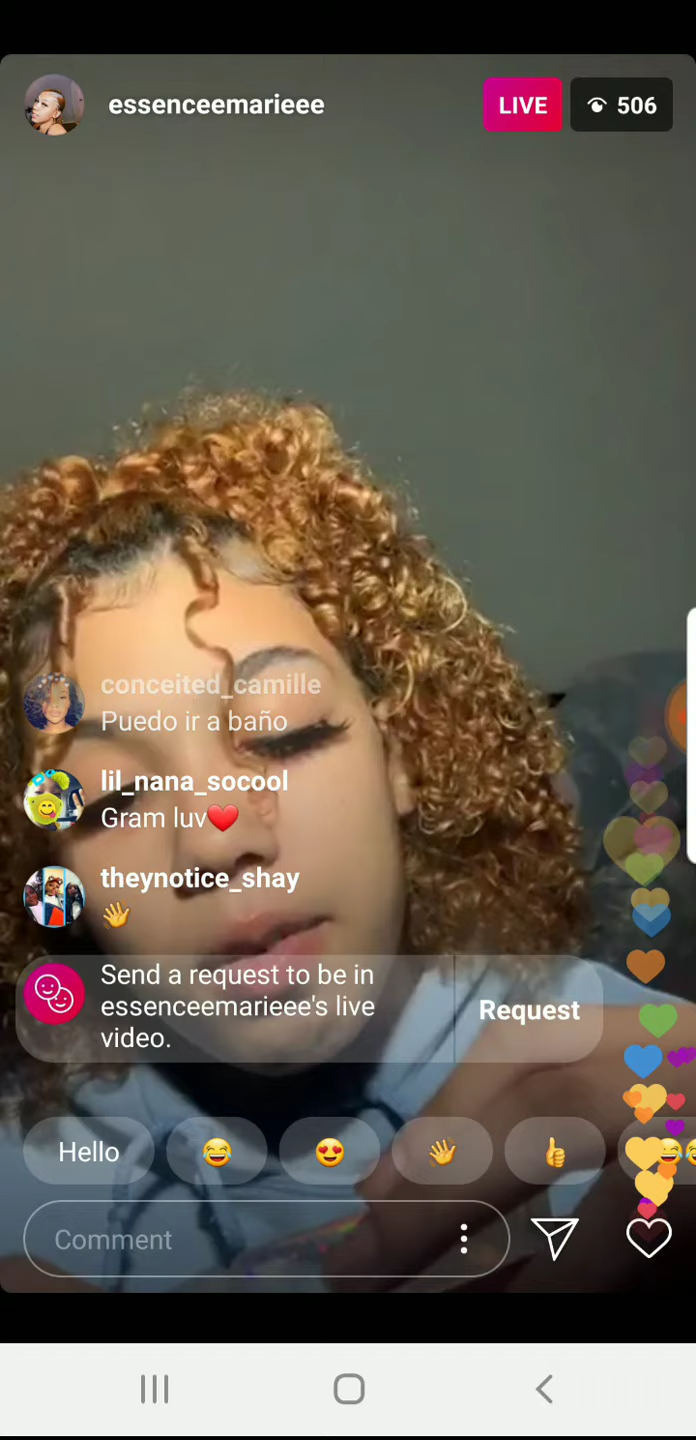 essenceemarieee
LIVE
506
conceited_camille
Puedo ir a baño
lil_nana_socool
Gram luv❤️
theynotice_shay
👋
Send a request to be in
essenceemarieee's live
video.
Request
Hello
😂
😍
👋
👍
Comment